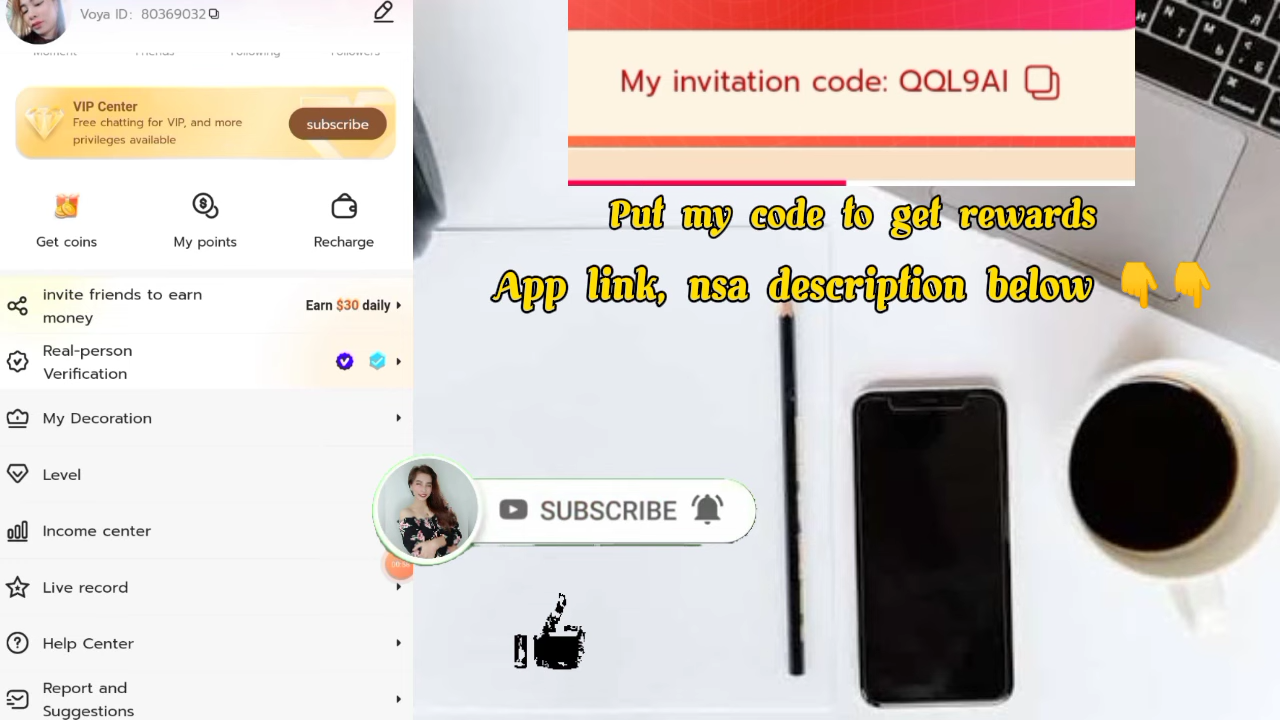 Voya ID: 80369032
Moment Friends Following Followers
VIP Center
Free chatting for VIP, and more
privileges available
subscribe
Get coins
My points
Recharge
invite friends to earn
money
Earn $30 daily
Real-person
Verification
My Decoration
Level
Income center
Live record
Help Center
Report and
Suggestions
My invitation code: QQL9AI
Put my code to get rewards
App link, nsa description below 👇👇
SUBSCRIBE